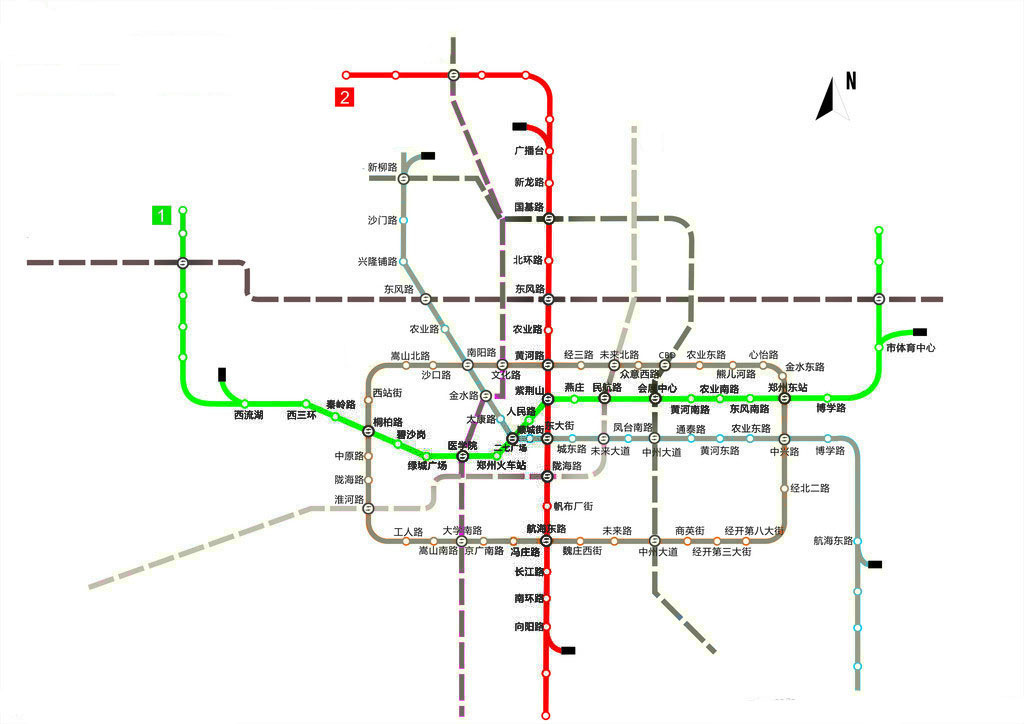 N
2
广播台
新柳路
新龙路
国基路
1
沙门路
兴隆铺路
北环路
东风路
东风路
农业路
农业路
市体育中心
嵩山北路
南阳路
黄河路
经三路
未来北路
CBD
农业东路
心怡路
沙口路
文化路
众意西路
熊儿河路
金水东路
西站街
金水路
紫荆山
燕庄
民航路
会展中心
农业南路
郑州东站
秦岭路
西流湖
西三环
人民路
黄河南路
东风南路
博学路
桐柏路
太康路
顺城街
东大街
碧沙岗
凤台南路
通泰路
农业东路
医学院
二七广场
城东路
未来大道
中州大道
黄河东路
中兴路
博学路
中原路
绿城广场
郑州火车站
陇海路
陇海路
淮河路
帆布厂街
经北二路
工人路
大学南路
航海东路
未来路
商英街
经开第八大街
航海东路
嵩山南路
京广南路
冯庄路
魏庄西街
中州大道
经开第三大街
长江路
南环路
向阳路